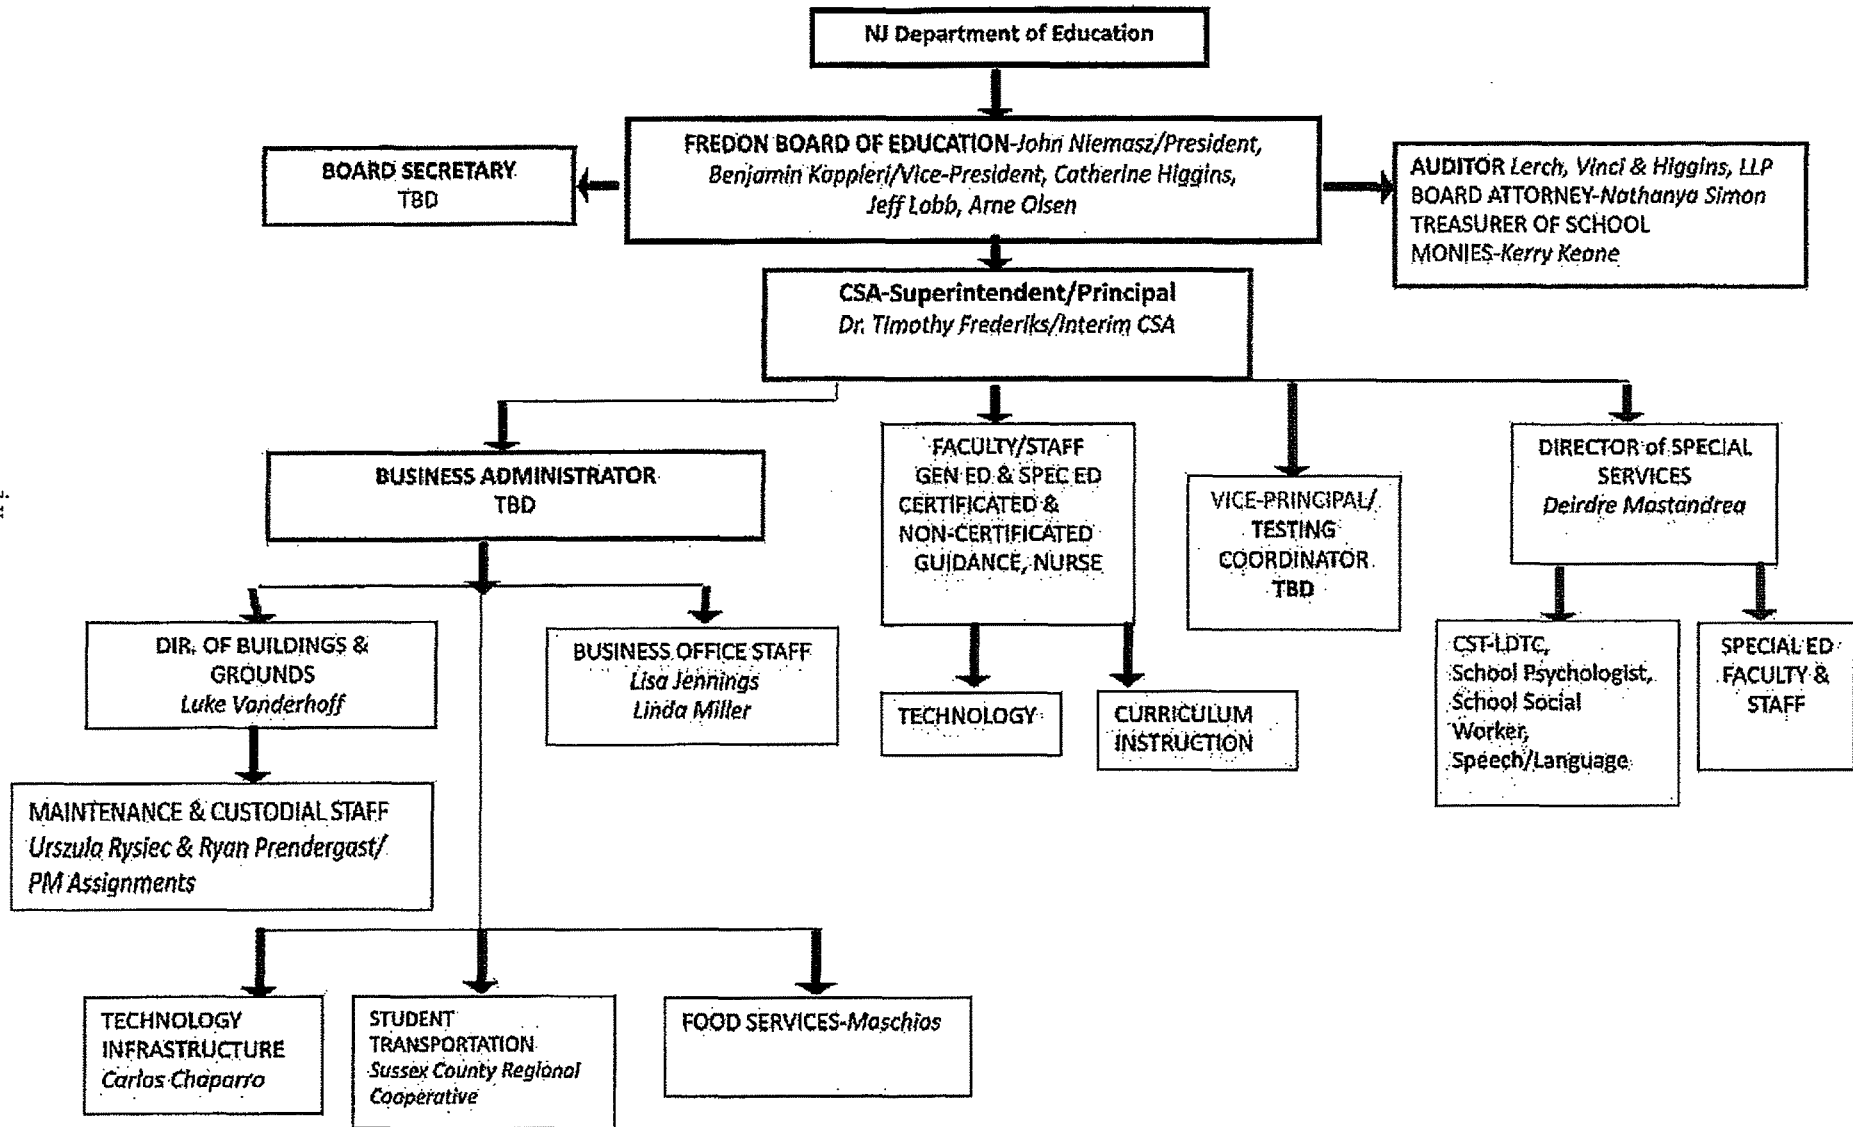 NJ Department of Education
FREDON BOARD OF EDUCATION-John Niemasz/President,
Benjamin Kappleri/Vice-President, Catherine Higgins,
Jeff Lobb, Arne Olsen
BOARD SECRETARY
TBD
AUDITOR Lerch, Vinci & Higgins, LLP
BOARD ATTORNEY-Nathanya Simon
TREASURER OF SCHOOL
MONIES-Kerry Keane
CSA-Superintendent/Principal
Dr. Timothy Frederiks/Interim CSA
BUSINESS ADMINISTRATOR
TBD
FACULTY/STAFF
GEN ED & SPEC ED
CERTIFICATED &
NON-CERTIFICATED
GUIDANCE, NURSE
VICE-PRINCIPAL/
TESTING
COORDINATOR
TBD
DIRECTOR of SPECIAL
SERVICES
Deirdre Mastandrea
DIR. OF BUILDINGS &
GROUNDS
Luke Vanderhoff
BUSINESS OFFICE STAFF
Lisa Jennings
Linda Miller
TECHNOLOGY
CURRICULUM
INSTRUCTION
CST-LDTC,
School Psychologist,
School Social
Worker,
Speech/Language
SPECIAL ED
FACULTY &
STAFF
MAINTENANCE & CUSTODIAL STAFF
Urszula Rysiec & Ryan Prendergast/
PM Assignments
TECHNOLOGY
INFRASTRUCTURE
Carlos Chaparro
STUDENT
TRANSPORTATION
Sussex County Regional
Cooperative
FOOD SERVICES-Maschios